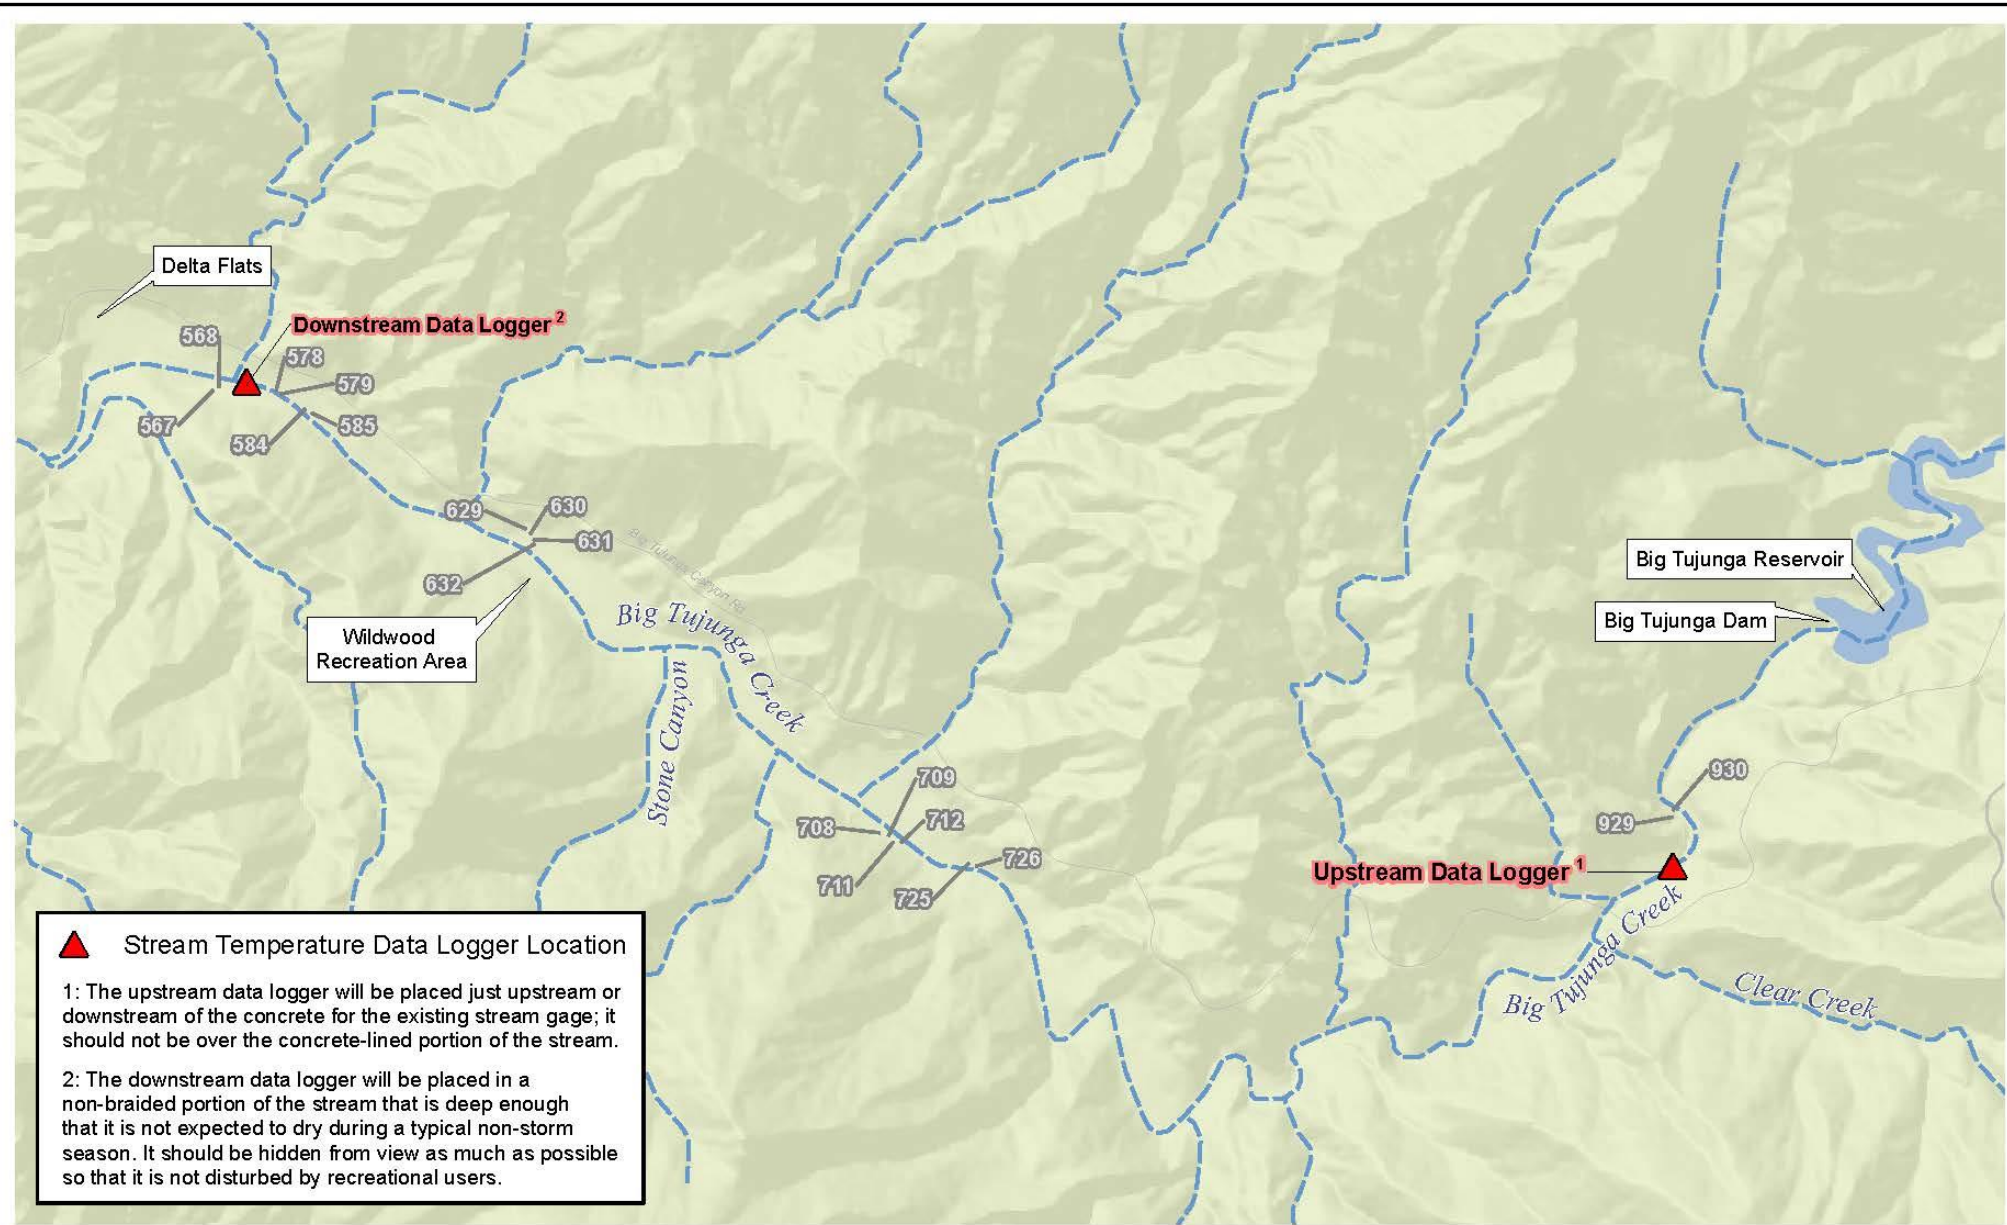 Delta Flats
Downstream Data Logger 2
568
578
579
567
584
585
629
630
631
632
Big Tujunga Canyon Rd
Wildwood
Recreation Area
Big Tujunga Creek
Stone Canyon
Big Tujunga Reservoir
Big Tujunga Dam
709
708
712
711
725
726
930
929
Upstream Data Logger 1
Big Tujunga Creek
Clear Creek
Stream Temperature Data Logger Location
1: The upstream data logger will be placed just upstream or
downstream of the concrete for the existing stream gage; it
should not be over the concrete-lined portion of the stream.
2: The downstream data logger will be placed in a
non-braided portion of the stream that is deep enough
that it is not expected to dry during a typical non-storm
season. It should be hidden from view as much as possible
so that it is not disturbed by recreational users.